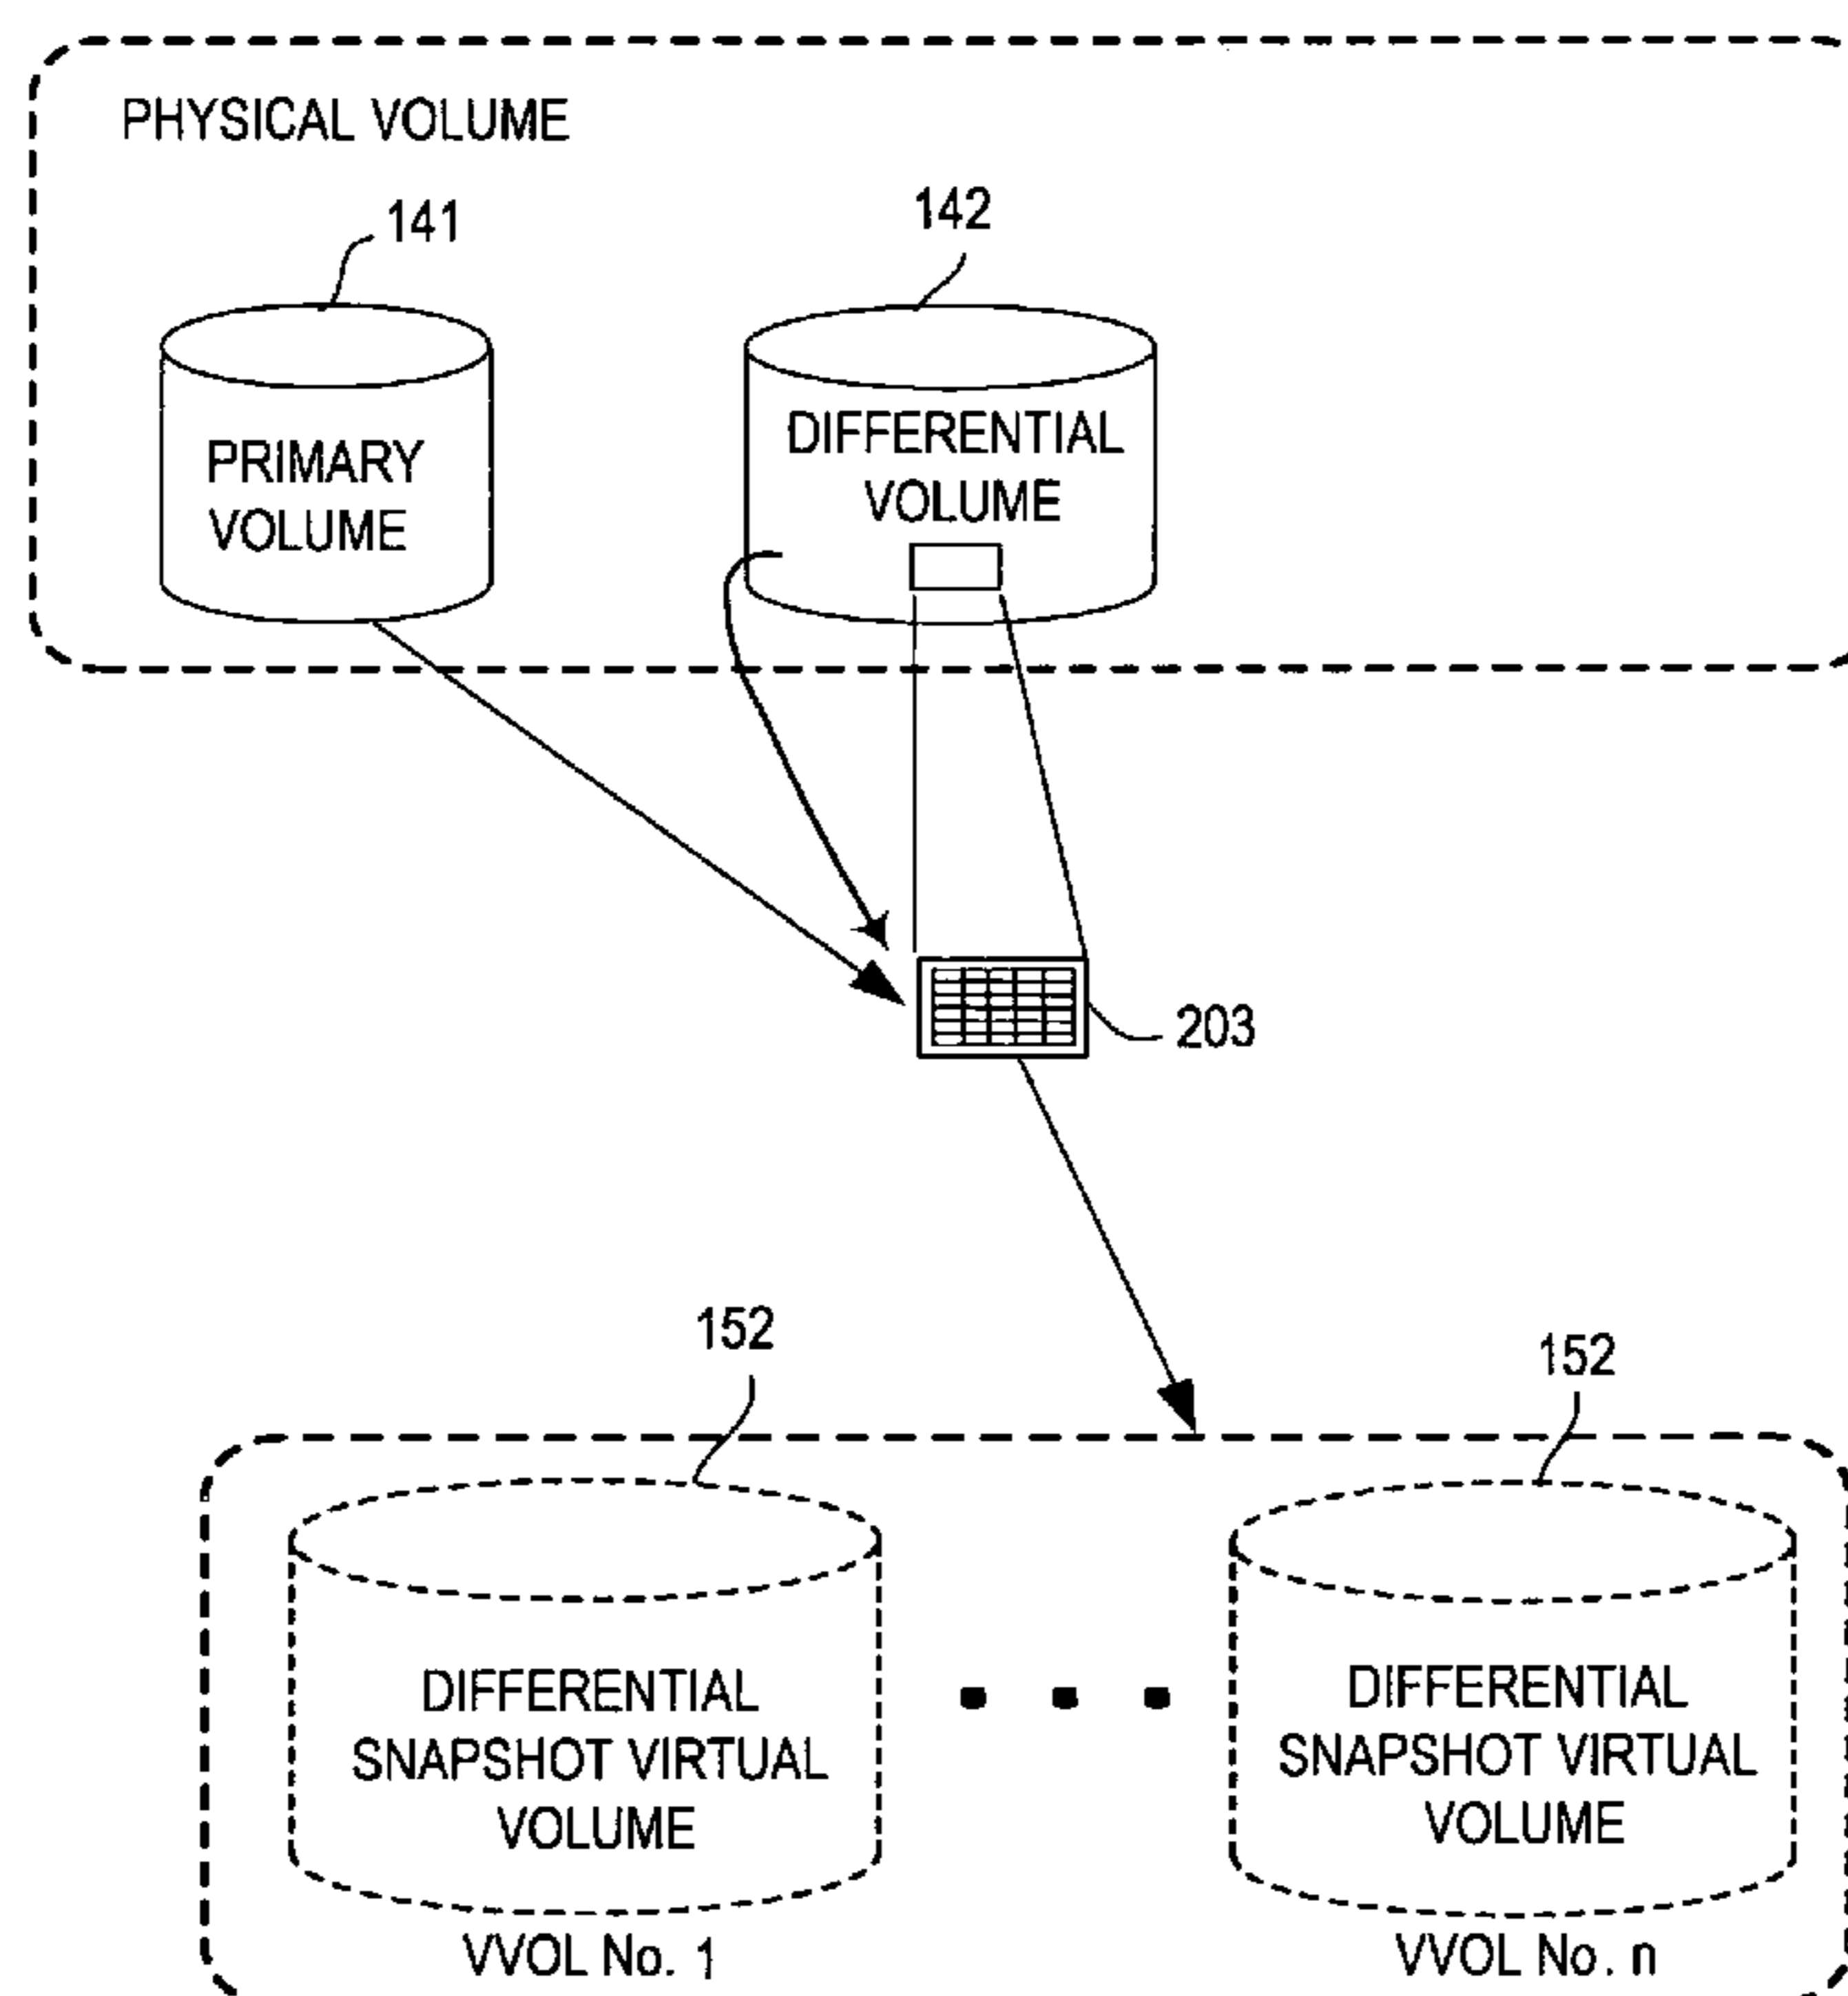 PHYSICAL VOLUME
141
142
PRIMARY
VOLUME
DIFFERENTIAL
VOLUME
203
152
152
DIFFERENTIAL
SNAPSHOT VIRTUAL
VOLUME
DIFFERENTIAL
SNAPSHOT VIRTUAL
VOLUME
VVOL No. 1
VVOL No. n